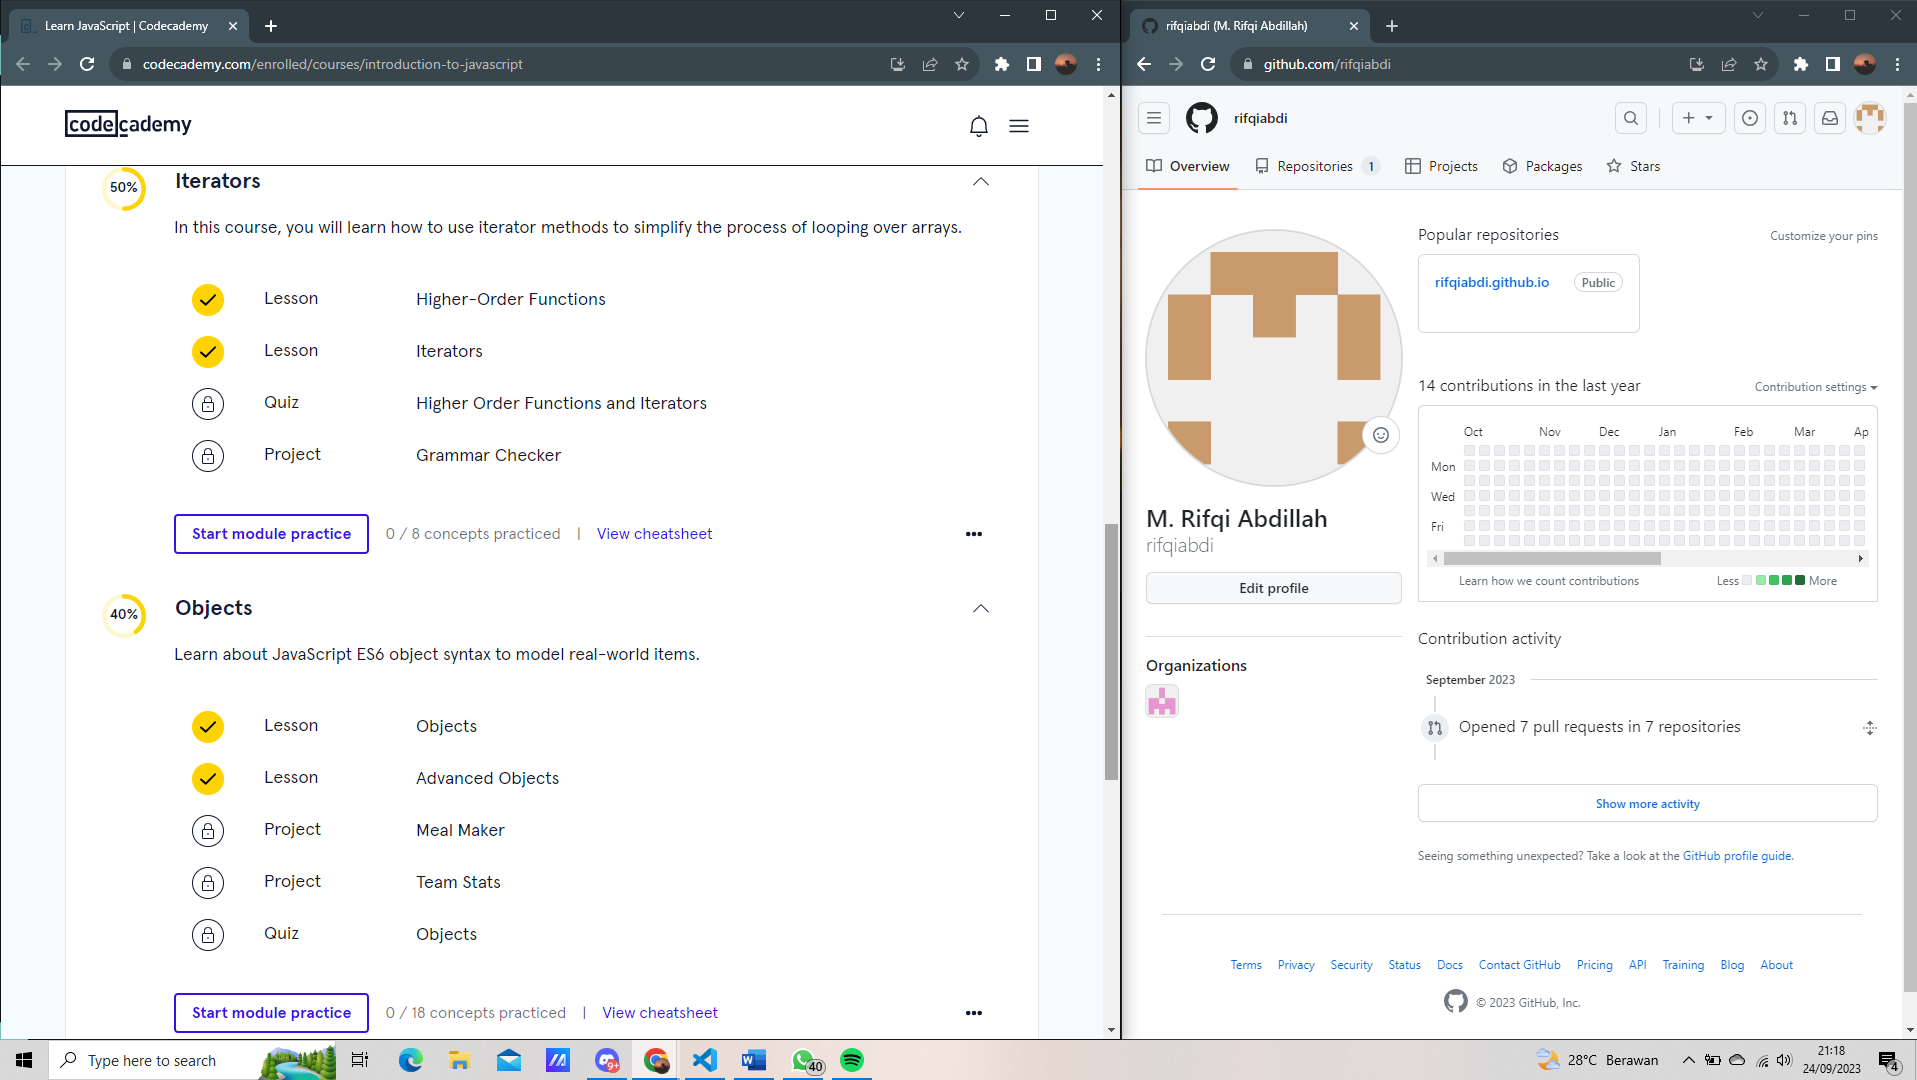 Learn JavaScript | Codecademy
codecademy.com/enrolled/courses/introduction-to-javascript
codecademy
50%
Iterators
In this course, you will learn how to use iterator methods to simplify the process of looping over arrays.
Lesson Higher-Order Functions
Lesson Iterators
Quiz Higher Order Functions and Iterators
Project Grammar Checker
Start module practice 0 / 8 concepts practiced | View cheatsheet
40%
Objects
Learn about JavaScript ES6 object syntax to model real-world items.
Lesson Objects
Lesson Advanced Objects
Project Meal Maker
Project Team Stats
Quiz Objects
Start module practice 0 / 18 concepts practiced | View cheatsheet
rifqiabdi (M. Rifqi Abdillah)
github.com/rifqiabdi
rifqiabdi
Overview Repositories 1 Projects Packages Stars
Popular repositories Customize your pins
rifqiabdi.github.io Public
14 contributions in the last year Contribution settings
Oct Nov Dec Jan Feb Mar Ap
Mon
Wed
Fri
Learn how we count contributions Less More
M. Rifqi Abdillah
rifqiabdi
Edit profile
Organizations
Contribution activity
September 2023
Opened 7 pull requests in 7 repositories
Show more activity
Seeing something unexpected? Take a look at the GitHub profile guide.
Terms Privacy Security Status Docs Contact GitHub Pricing API Training Blog About
© 2023 GitHub, Inc.
Type here to search
9+
40
28°C Berawan
21:18
24/09/2023
4